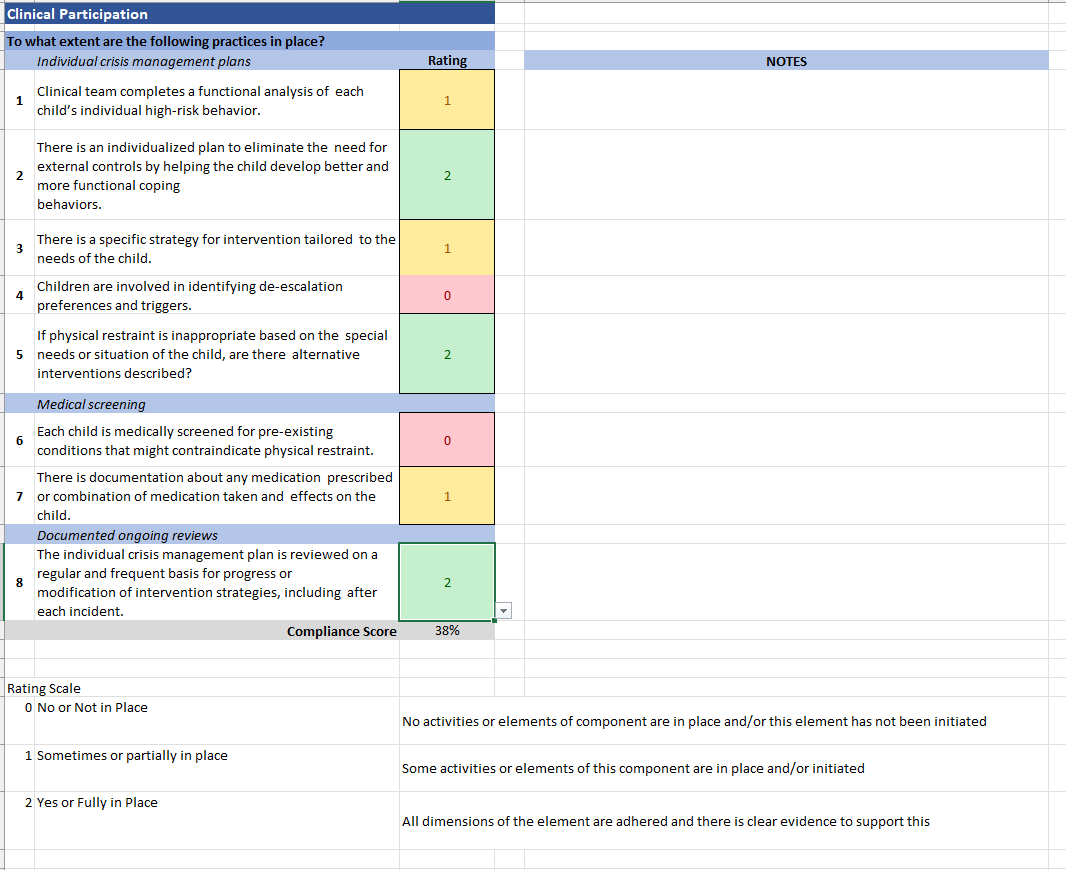 Clinical Participation
To what extent are the following practices in place?
Individual crisis management plans Rating NOTES
1 Clinical team completes a functional analysis of each
child's individual high-risk behavior. 1
2 There is an individualized plan to eliminate the need for
external controls by helping the child develop better and
more functional coping
behaviors. 2
3 There is a specific strategy for intervention tailored to the
needs of the child. 1
4 Children are involved in identifying de-escalation
preferences and triggers. 0
5 If physical restraint is inappropriate based on the special
needs or situation of the child, are there alternative
interventions described? 2
Medical screening
6 Each child is medically screened for pre-existing
conditions that might contraindicate physical restraint. 0
7 There is documentation about any medication prescribed
or combination of medication taken and effects on the
child. 1
Documented ongoing reviews
8 The individual crisis management plan is reviewed on a
regular and frequent basis for progress or
modification of intervention strategies, including after
each incident. 2
Compliance Score 38%
Rating Scale
0 No or Not in Place
No activities or elements of component are in place and/or this element has not been initiated
1 Sometimes or partially in place
Some activities or elements of this component are in place and/or initiated
2 Yes or Fully in Place
All dimensions of the element are adhered and there is clear evidence to support this